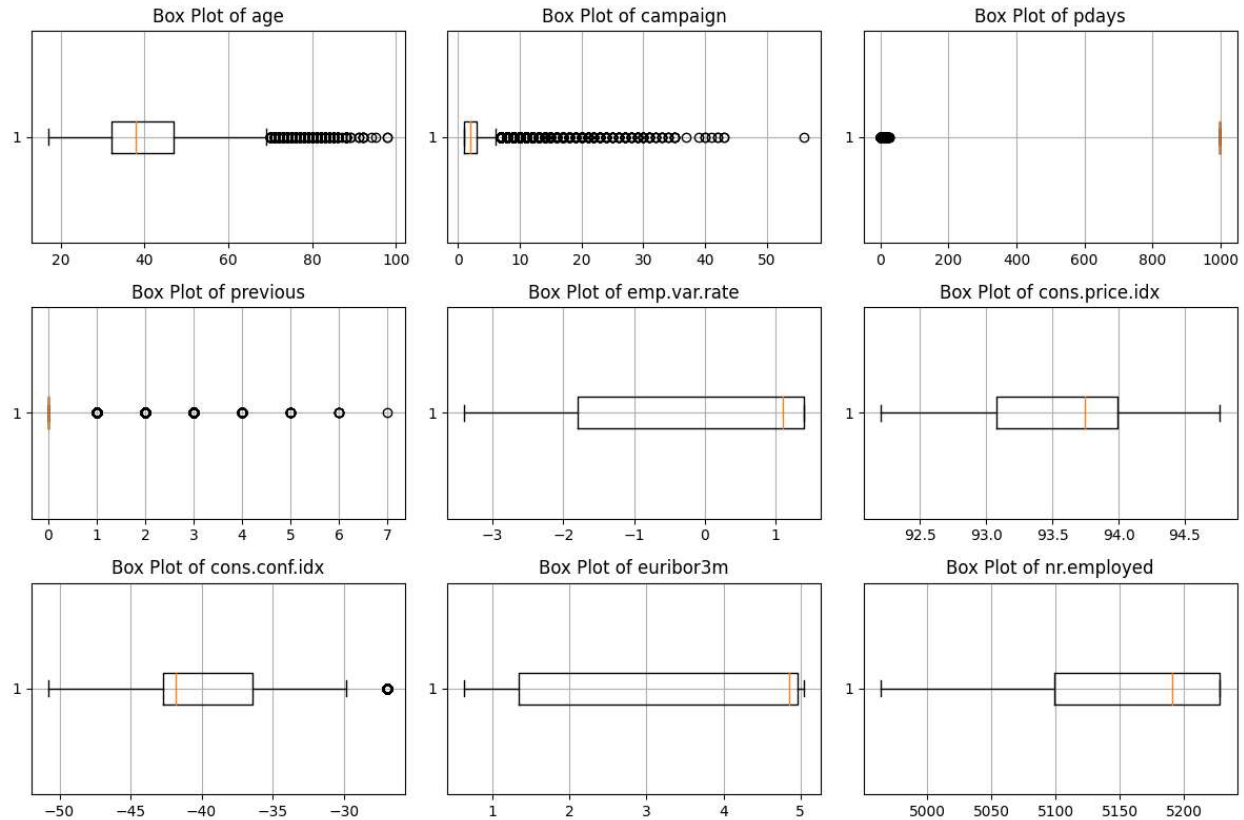 Box Plot of age
1
20 40 60 80 100
Box Plot of campaign
1
0 10 20 30 40 50
Box Plot of pdays
1
0 200 400 600 800 1000
Box Plot of previous
1
0 1 2 3 4 5 6 7
Box Plot of emp.var.rate
1
−3 −2 −1 0 1
Box Plot of cons.price.idx
1
92.5 93.0 93.5 94.0 94.5
Box Plot of cons.conf.idx
1
−50 −40 −30
Box Plot of euribor3m
1
1 2 3 4 5
Box Plot of nr.employed
1
5000 5050 5100 5150 5200